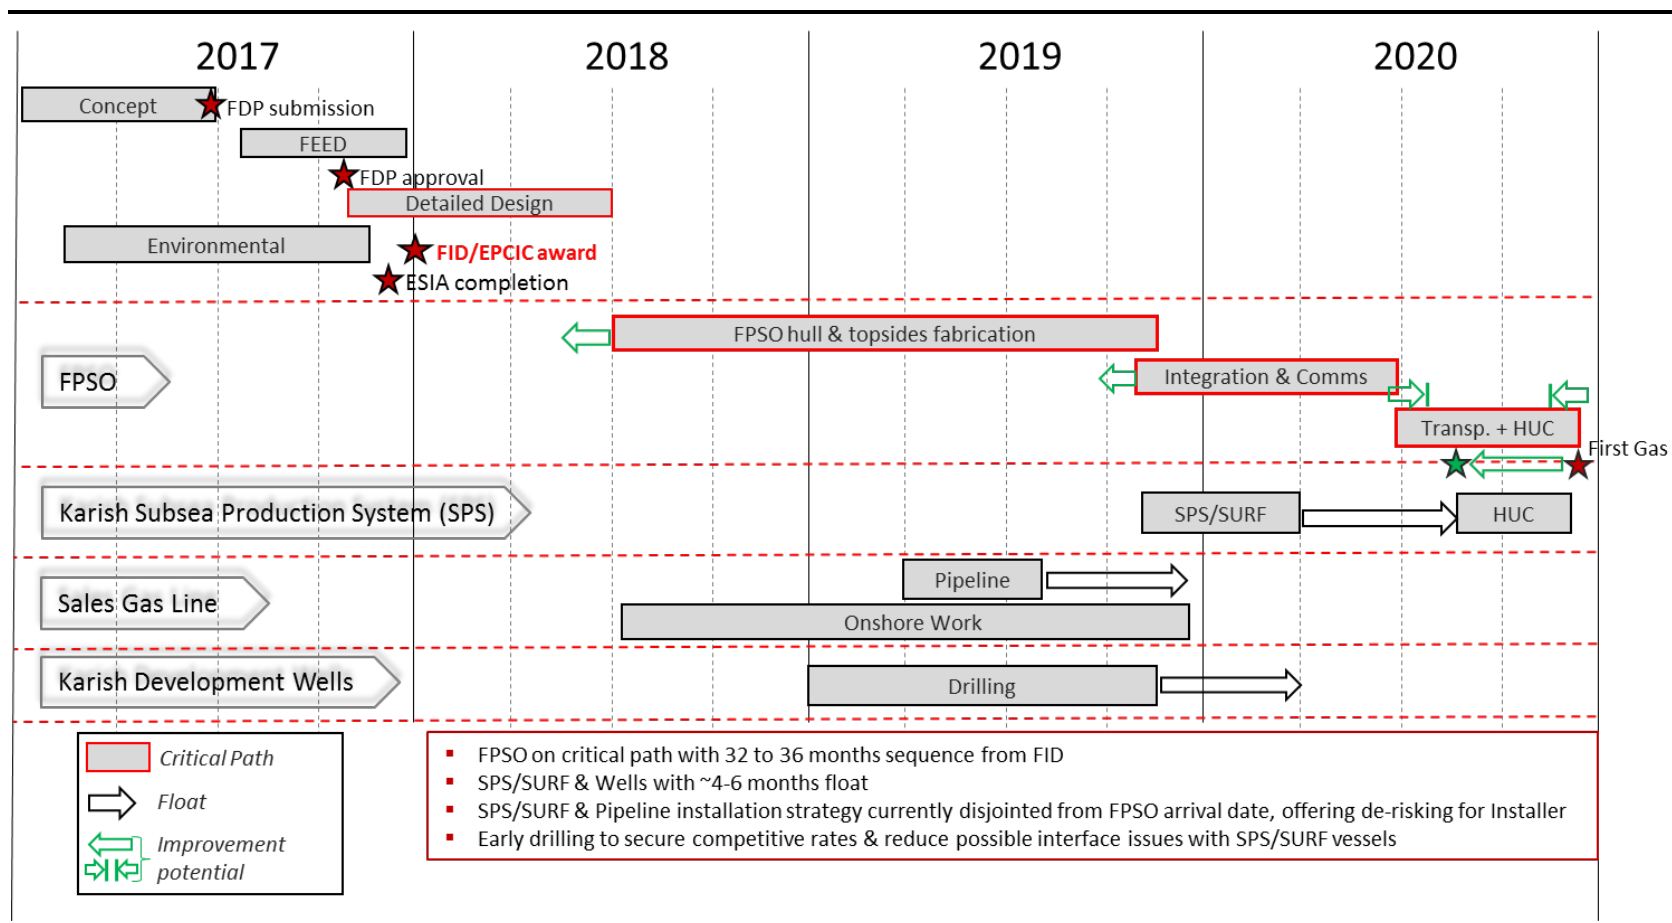 2017
2018
2019
2020
Concept
FDP submission
FEED
FDP approval
Detailed Design
Environmental
FID/EPCIC award
ESIA completion
FPSO hull & topsides fabrication
FPSO
Integration & Comms
Transp. + HUC
First Gas
Karish Subsea Production System (SPS)
SPS/SURF
HUC
Pipeline
Sales Gas Line
Onshore Work
Karish Development Wells
Drilling
Critical Path
Float
Improvement
potential
▪ FPSO on critical path with 32 to 36 months sequence from FID
▪ SPS/SURF & Wells with ~4-6 months float
▪ SPS/SURF & Pipeline installation strategy currently disjointed from FPSO arrival date, offering de-risking for Installer
▪ Early drilling to secure competitive rates & reduce possible interface issues with SPS/SURF vessels